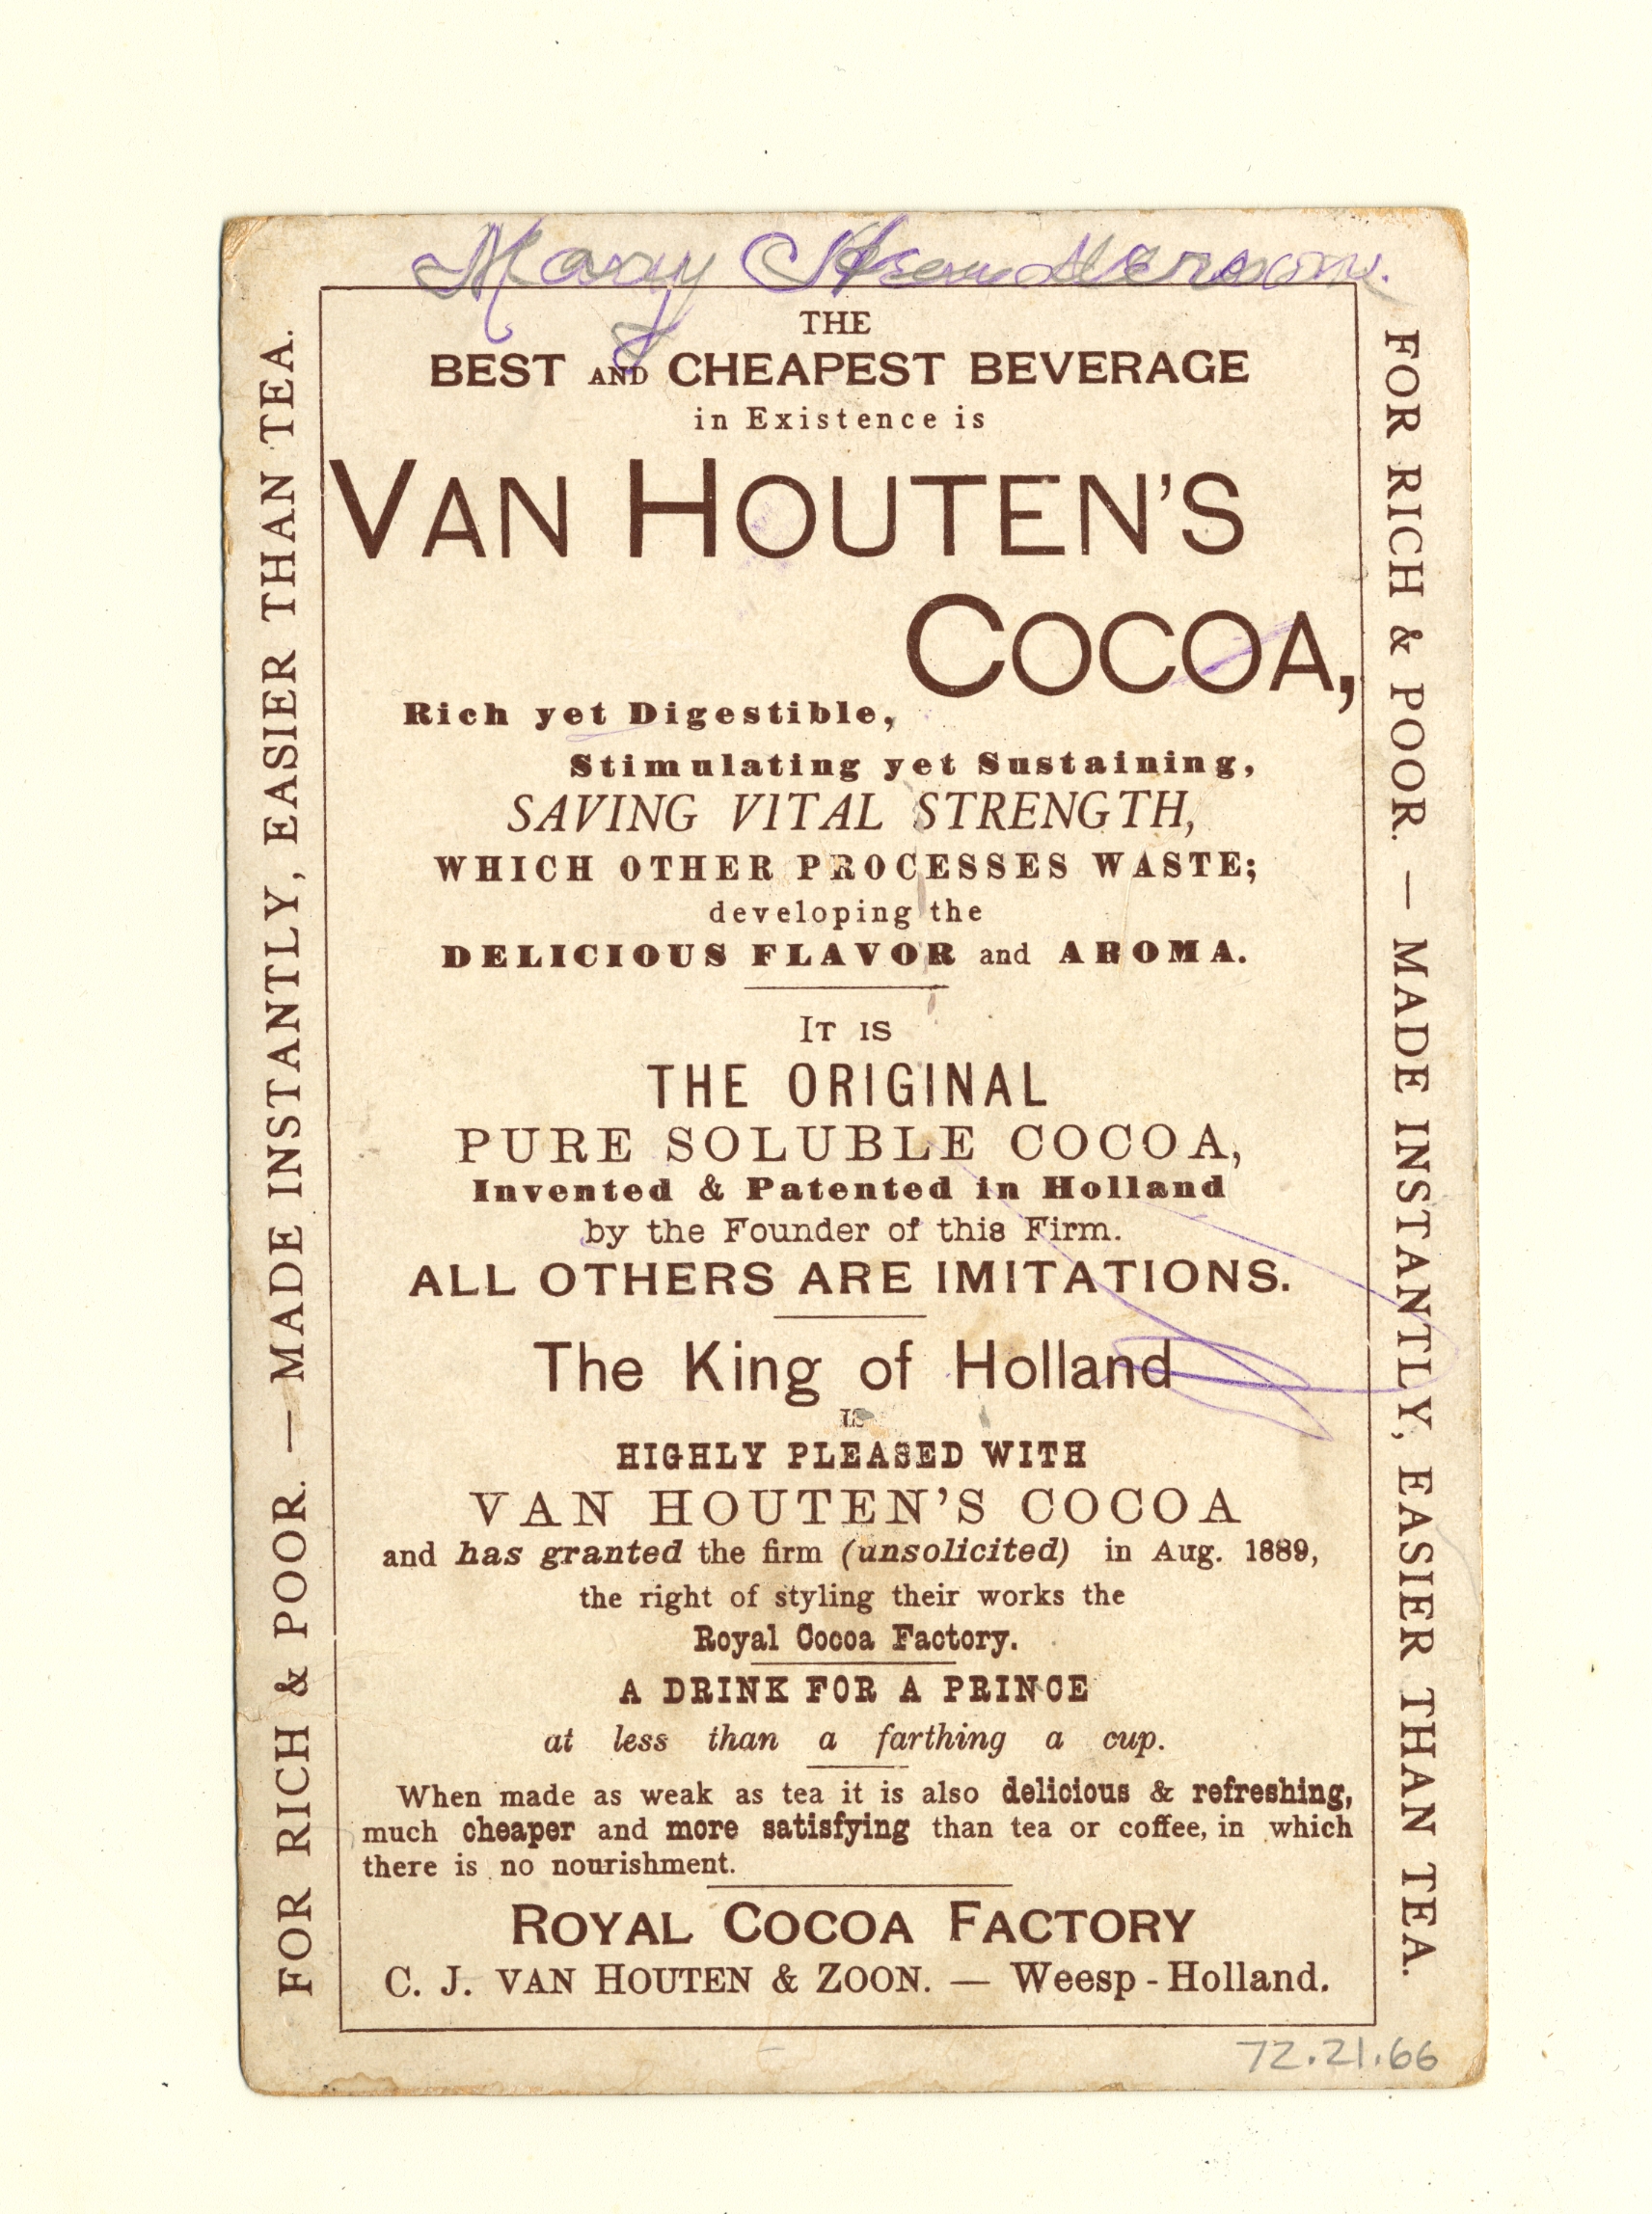 Mary Henderson.
THE
BEST AND CHEAPEST BEVERAGE
in Existence is
VAN HOUTEN'S
COCOA,
Rich yet Digestible,
Stimulating yet Sustaining,
SAVING VITAL STRENGTH,
WHICH OTHER PROCESSES WASTE;
developing the
DELICIOUS FLAVOR and AROMA.
IT IS
THE ORIGINAL
PURE SOLUBLE COCOA,
Invented & Patented in Holland
by the Founder of this Firm.
ALL OTHERS ARE IMITATIONS.
The King of Holland
IS
HIGHLY PLEASED WITH
VAN HOUTEN'S COCOA
and has granted the firm (unsolicited) in Aug. 1889,
the right of styling their works the
Royal Cocoa Factory.
A DRINK FOR A PRINCE
at less than a farthing a cup.
When made as weak as tea it is also delicious & refreshing,
much cheaper and more satisfying than tea or coffee, in which
there is no nourishment.
ROYAL COCOA FACTORY
C. J. VAN HOUTEN & ZOON. — Weesp - Holland.
FOR RICH & POOR. — MADE INSTANTLY, EASIER THAN TEA.
FOR RICH & POOR. — MADE INSTANTLY, EASIER THAN TEA.
72.21.66